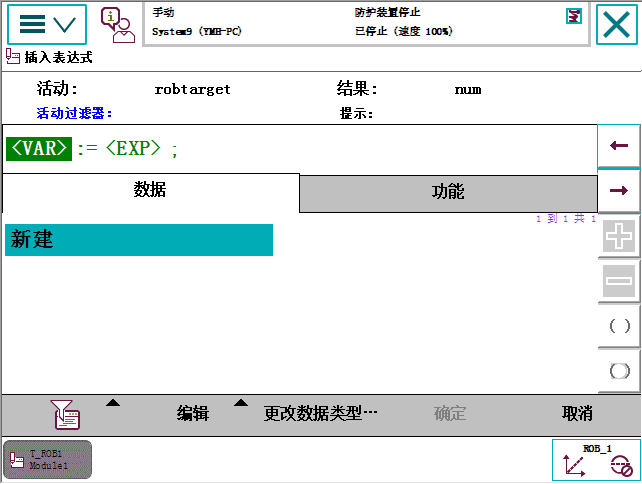 手动
防护装置停止
System9 (YMH-PC)
已停止 (速度 100%)
插入表达式
活动: robtarget 结果: num
活动过滤器: 提示:
<VAR> := <EXP> ;
数据 功能
1 到 1 共 1
新建
编辑 更改数据类型… 确定 取消
T_ROB1
Module1
ROB_1